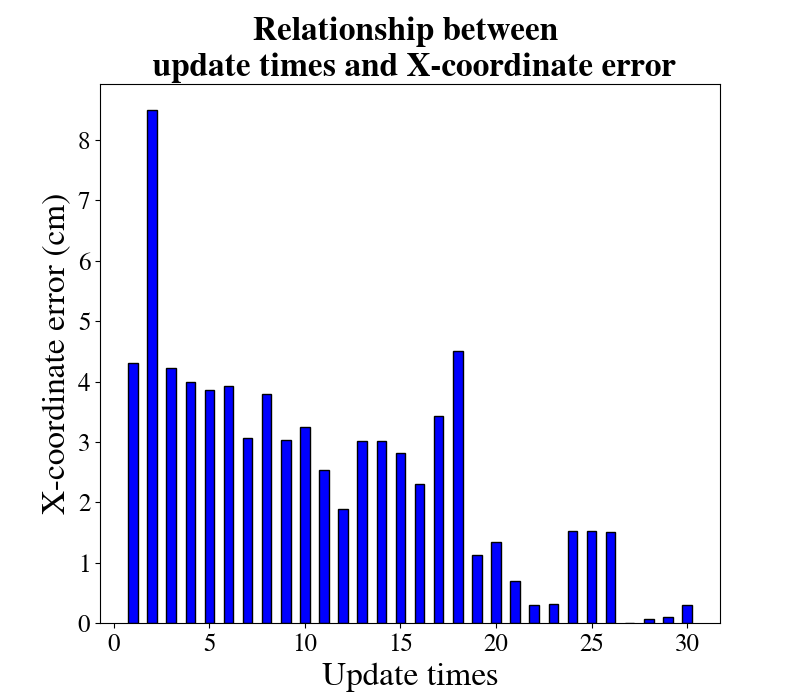 Relationship between
update times and X-coordinate error
X-coordinate error (cm)
8
7
6
5
4
3
2
1
0
0 5 10 15 20 25 30
Update times